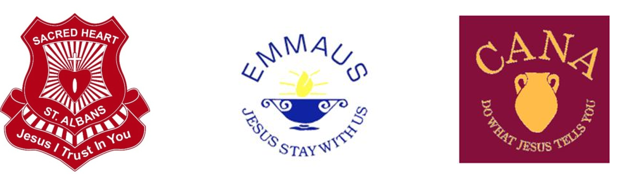 SACRED HEART
ST. ALBANS
Jesus I Trust In You
EMMAUS
JESUS STAY WITH US
CANA
DO WHAT JESUS TELLS YOU